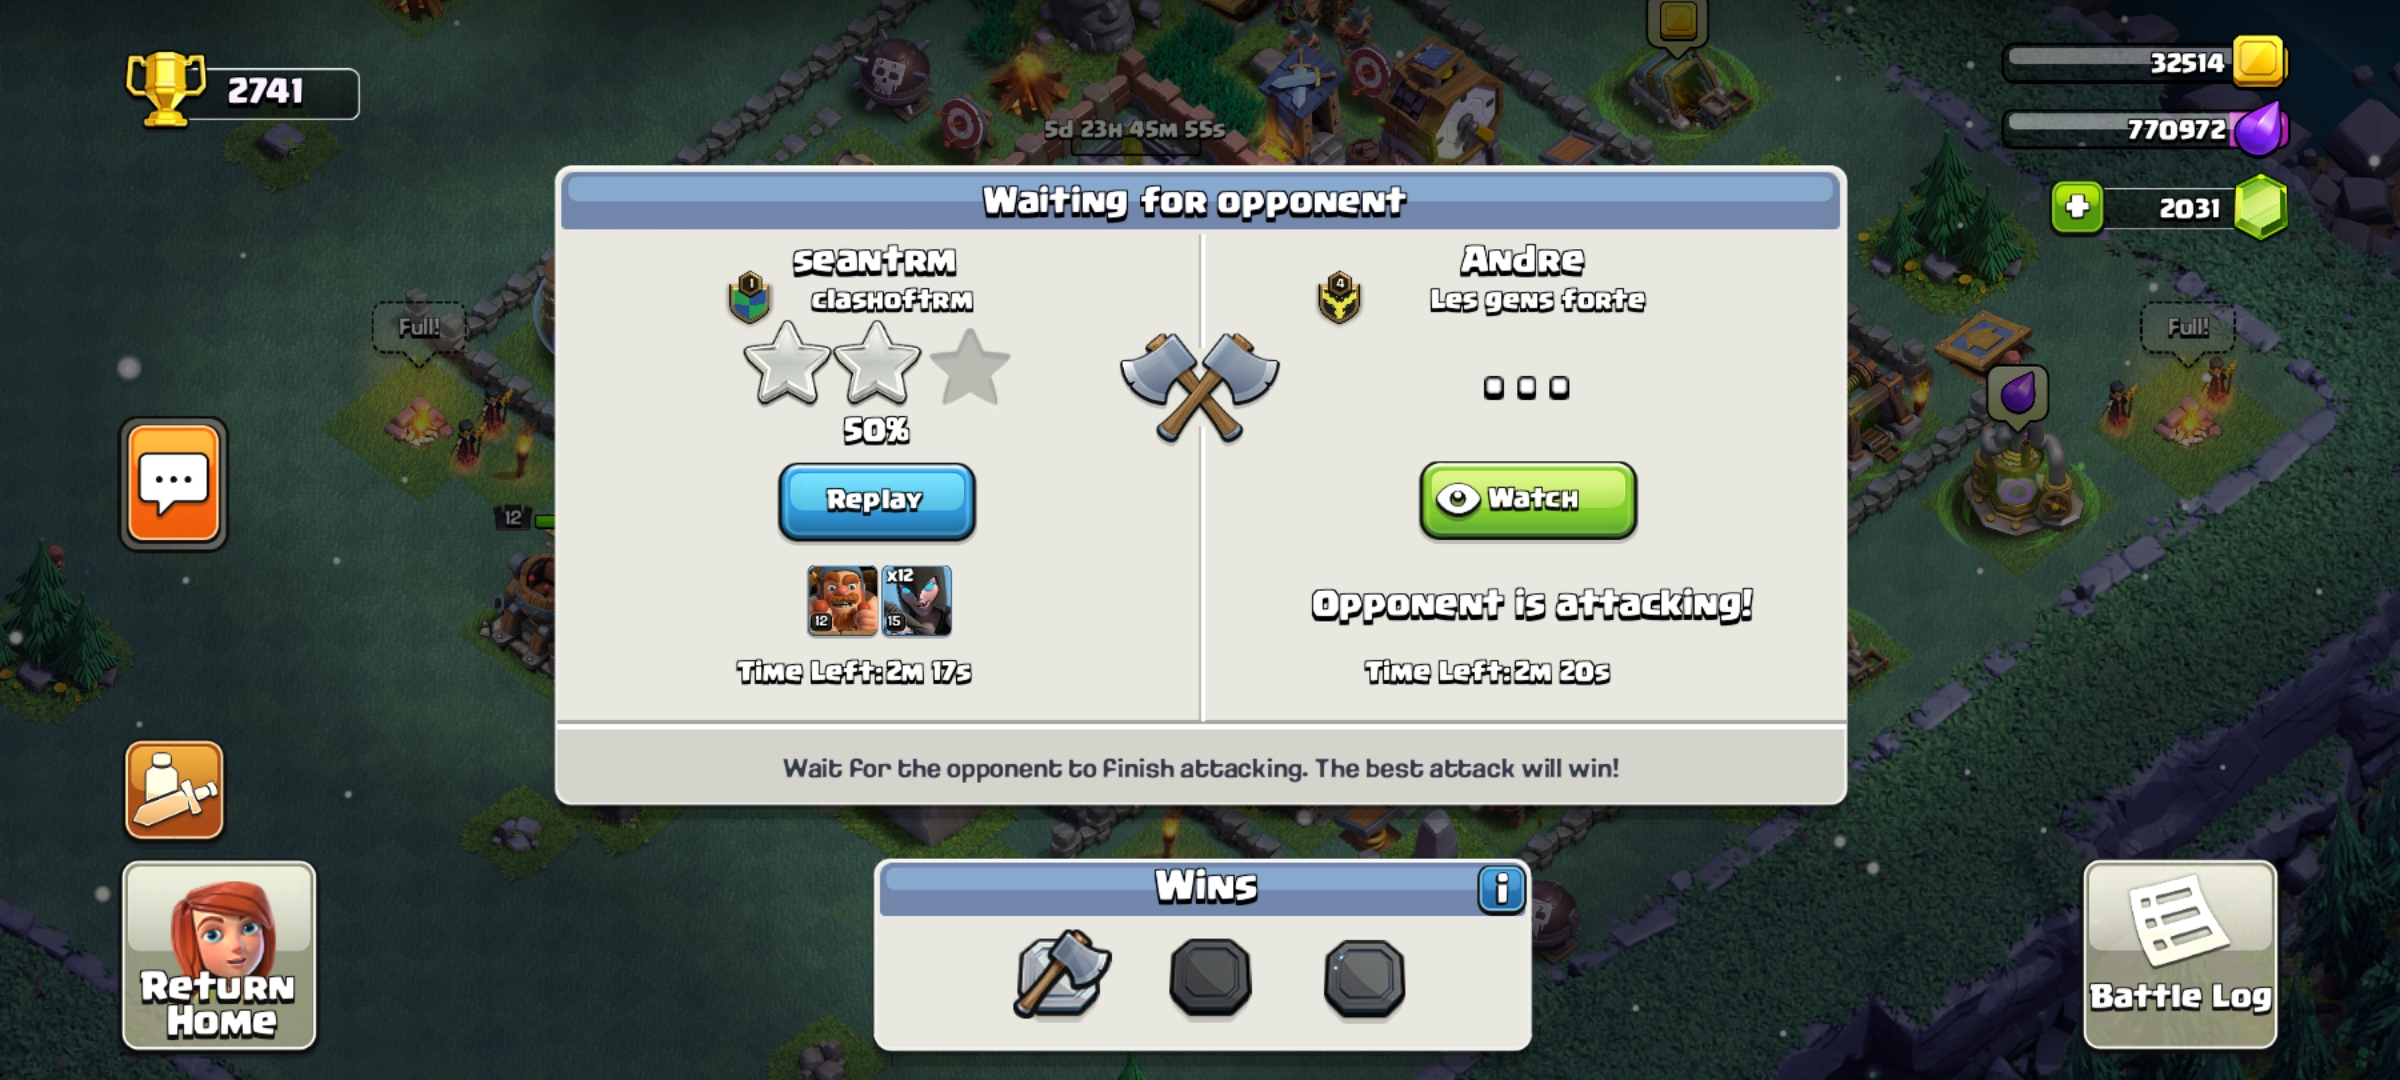 2741
32514
770972
2031
5d 23H 45M 55s
Waiting for opponent
seantrm
1
clashoftrm
Andre
4
Les gens forte
Full!
Full!
50%
Replay
Watch
12
x12
12
15
Opponent is attacking!
Time Left:2M 17s
Time Left:2M 20s
Wait for the opponent to finish attacking. The best attack will win!
Wins
i
Return
Home
Battle Log